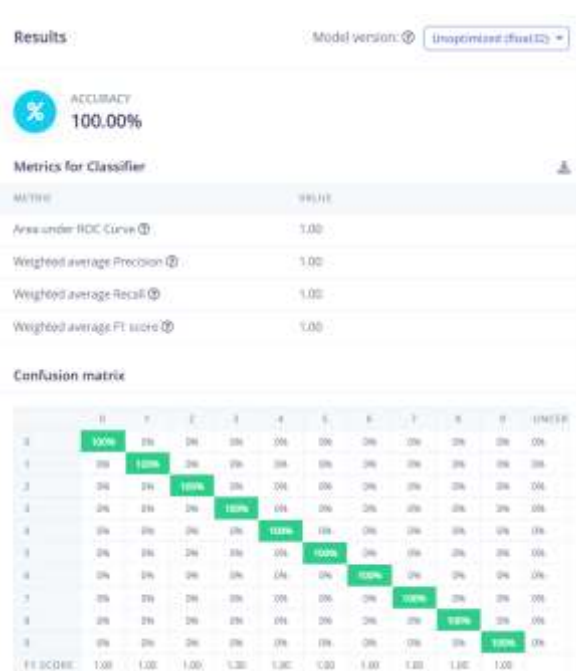 Results
Model version: Unoptimized (float32)
%
ACCURACY
100.00%
Metrics for Classifier
METRIC VALUE
Area under ROC Curve 1.00
Weighted average Precision 1.00
Weighted average Recall 1.00
Weighted average F1 score 1.00
Confusion matrix
0 1 2 3 4 5 6 7 8 9 UNCER
0 100% 0% 0% 0% 0% 0% 0% 0% 0% 0% 0%
1 0% 100% 0% 0% 0% 0% 0% 0% 0% 0% 0%
2 0% 0% 100% 0% 0% 0% 0% 0% 0% 0% 0%
3 0% 0% 0% 100% 0% 0% 0% 0% 0% 0% 0%
4 0% 0% 0% 0% 100% 0% 0% 0% 0% 0% 0%
5 0% 0% 0% 0% 0% 100% 0% 0% 0% 0% 0%
6 0% 0% 0% 0% 0% 0% 100% 0% 0% 0% 0%
7 0% 0% 0% 0% 0% 0% 0% 100% 0% 0% 0%
8 0% 0% 0% 0% 0% 0% 0% 0% 100% 0% 0%
9 0% 0% 0% 0% 0% 0% 0% 0% 0% 100% 0%
F1 SCORE 1.00 1.00 1.00 1.00 1.00 1.00 1.00 1.00 1.00 1.00